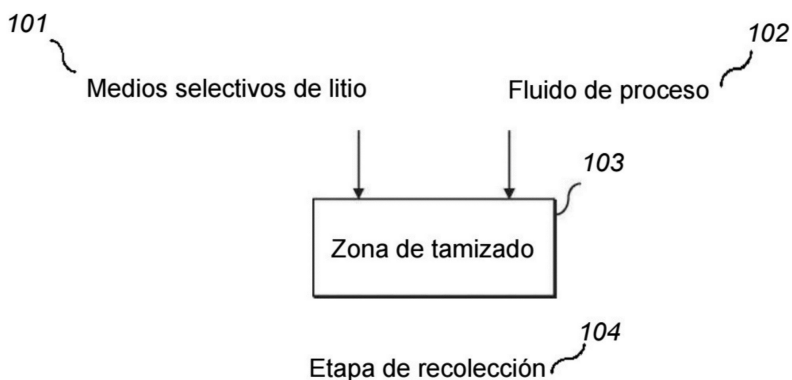 101
Medios selectivos de litio
102
Fluido de proceso
103
Zona de tamizado
104
Etapa de recolección